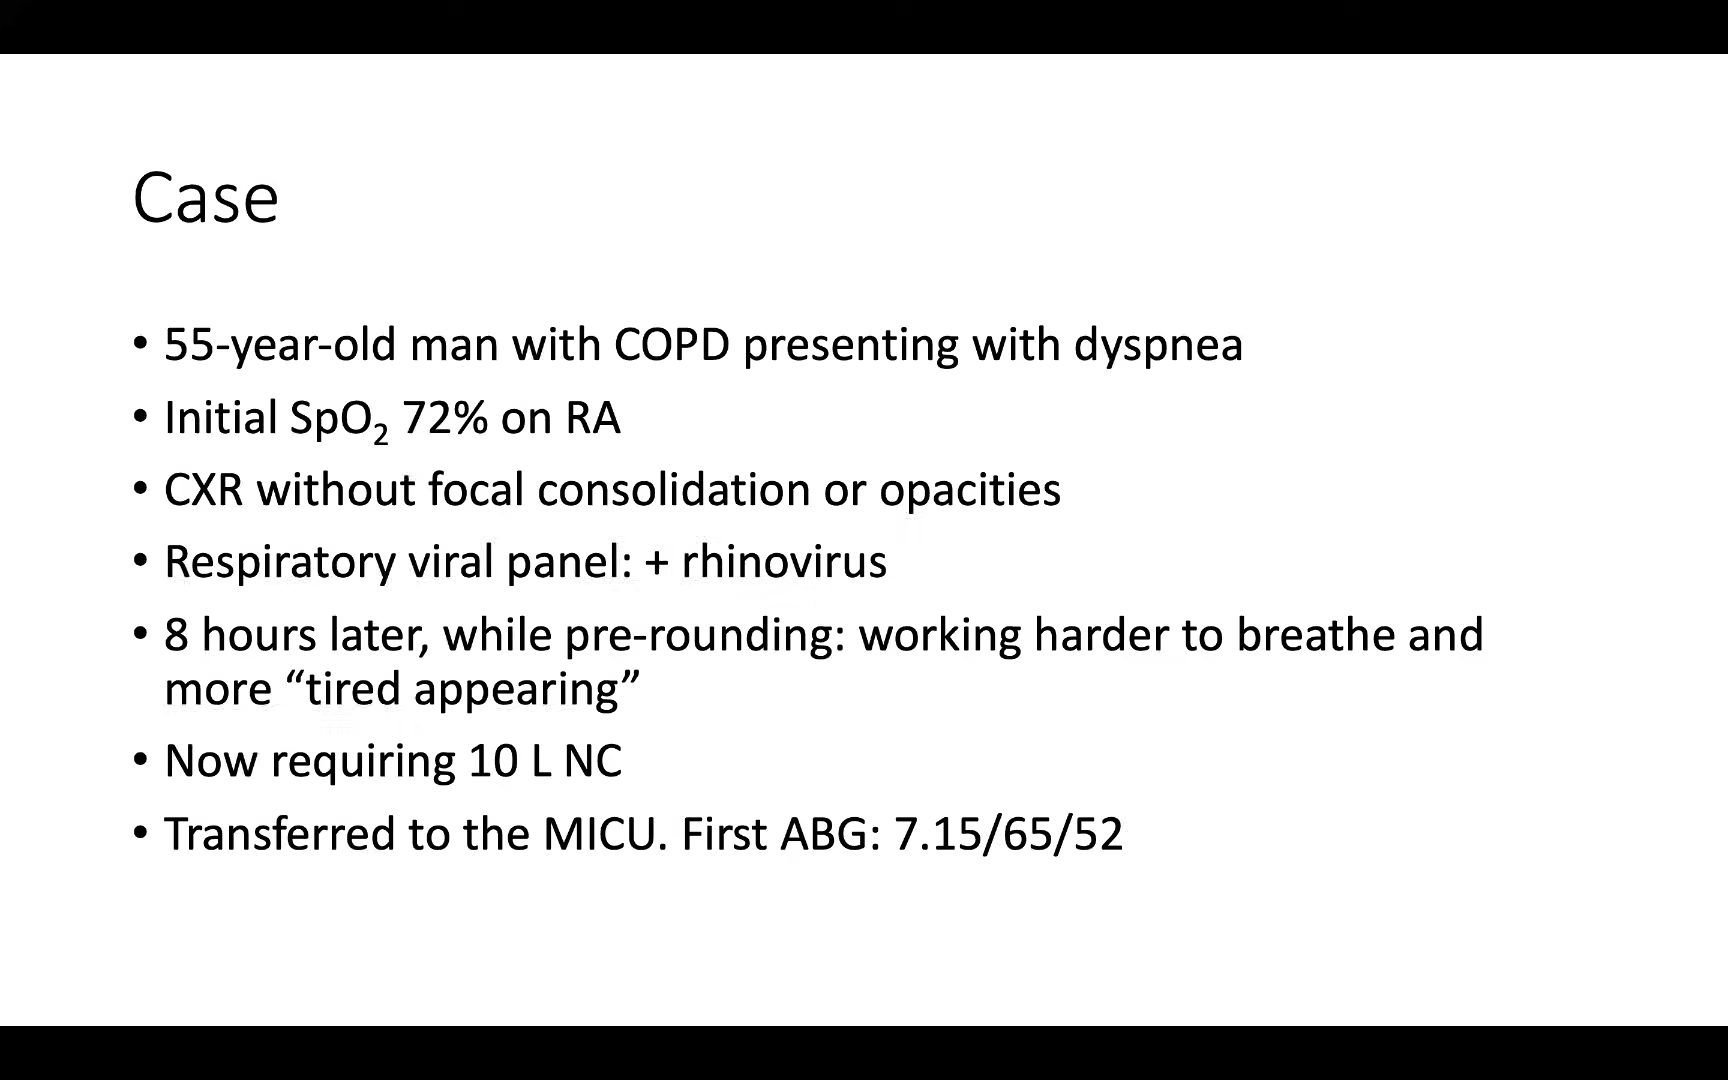 Case
• 55-year-old man with COPD presenting with dyspnea
• Initial SpO₂ 72% on RA
• CXR without focal consolidation or opacities
• Respiratory viral panel: + rhinovirus
• 8 hours later, while pre-rounding: working harder to breathe and
more “tired appearing”
• Now requiring 10 L NC
• Transferred to the MICU. First ABG: 7.15/65/52